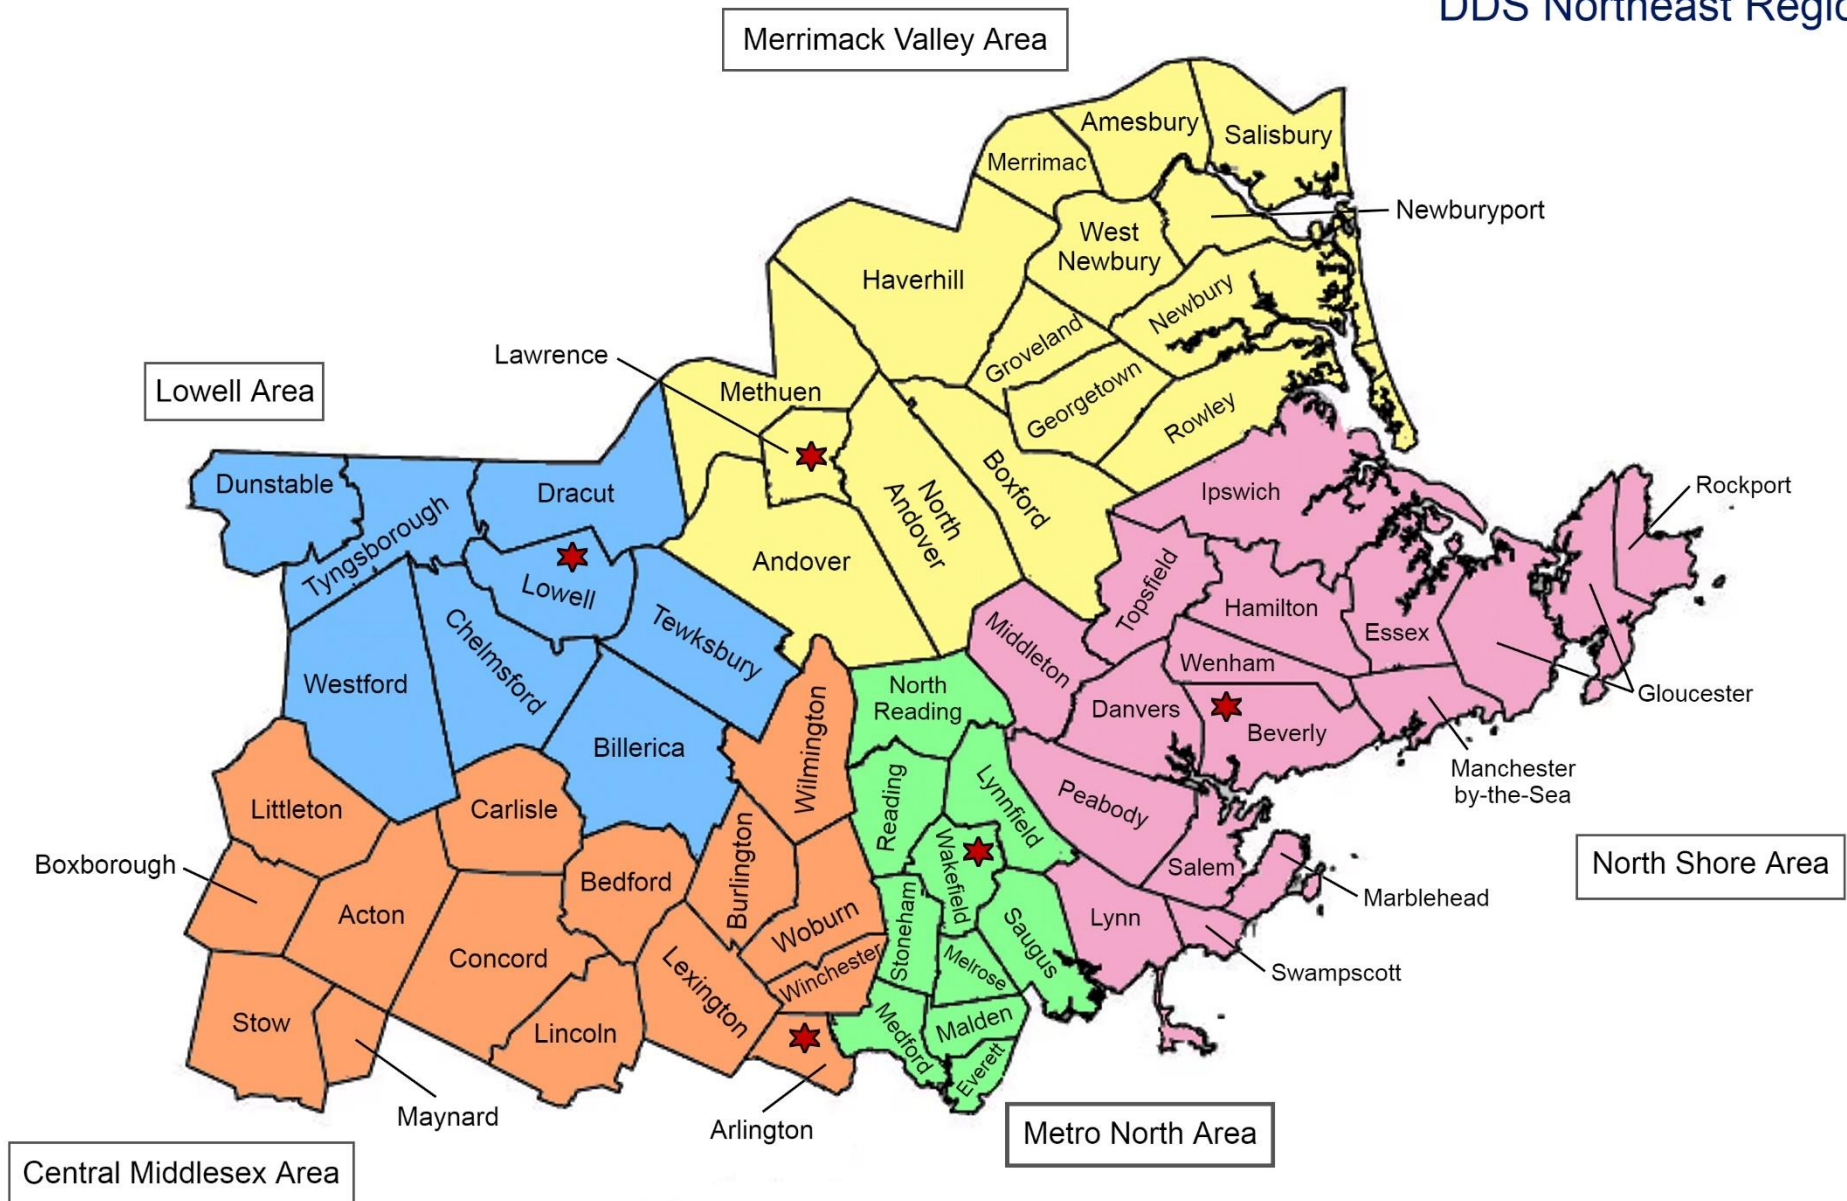 DDS Northeast Regio
Merrimack Valley Area
Amesbury
Salisbury
Merrimac
Newburyport
West
Newbury
Haverhill
Newbury
Groveland
Lawrence
Methuen
Georgetown
Rowley
Lowell Area
Dunstable
Dracut
Tyngsborough
Boxford
North
Andover
Ipswich
Rockport
Andover
Lowell
Topsfield
Hamilton
Essex
Chelmsford
Tewksbury
Middleton
Wenham
Westford
North
Reading
Gloucester
Danvers
Beverly
Billerica
Wilmington
Manchester
by-the-Sea
Littleton
Carlisle
Reading
Lynnfield
Peabody
Boxborough
Bedford
Burlington
Wakefield
Salem
North Shore Area
Marblehead
Acton
Woburn
Stoneham
Saugus
Lynn
Concord
Lexington
Winchester
Melrose
Swampscott
Stow
Lincoln
Medford
Malden
Everett
Maynard
Arlington
Metro North Area
Central Middlesex Area